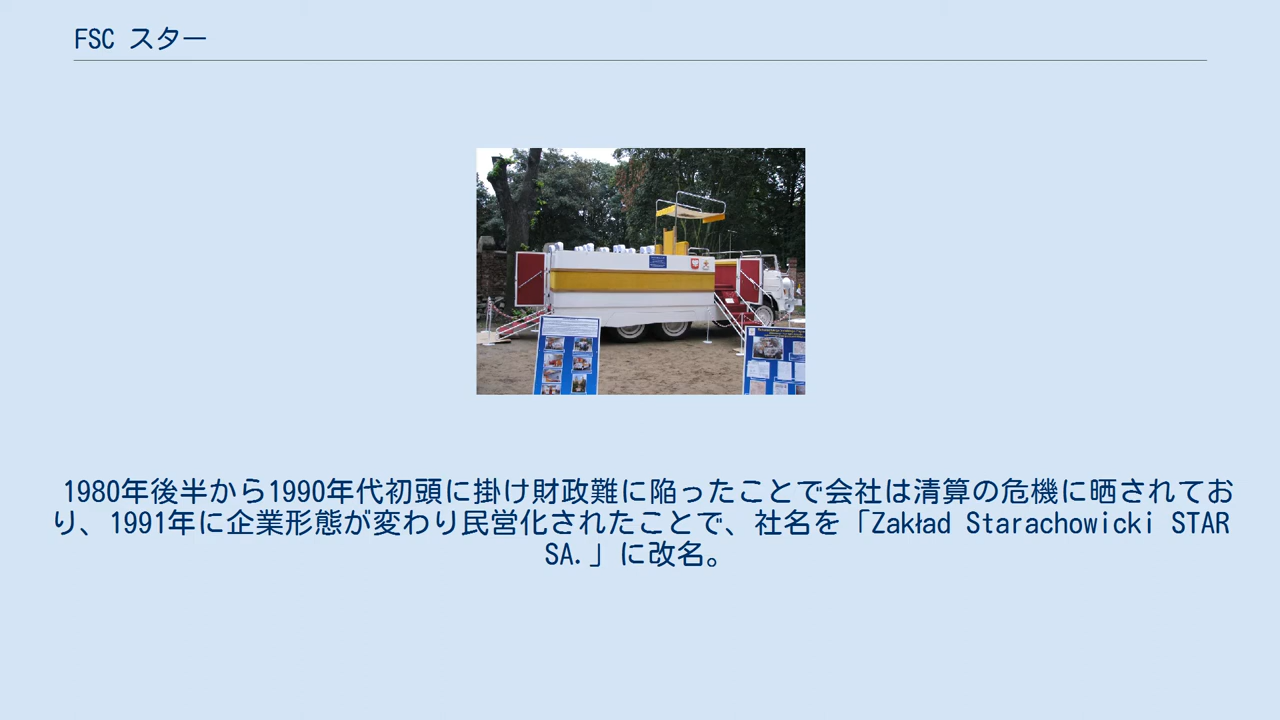 FSC スター
1980年後半から1990年代初頭に掛け財政難に陥ったことで会社は清算の危機に晒されてお
り、1991年に企業形態が変わり民営化されたことで、社名を「Zakład Starachowicki STAR
SA.」に改名。